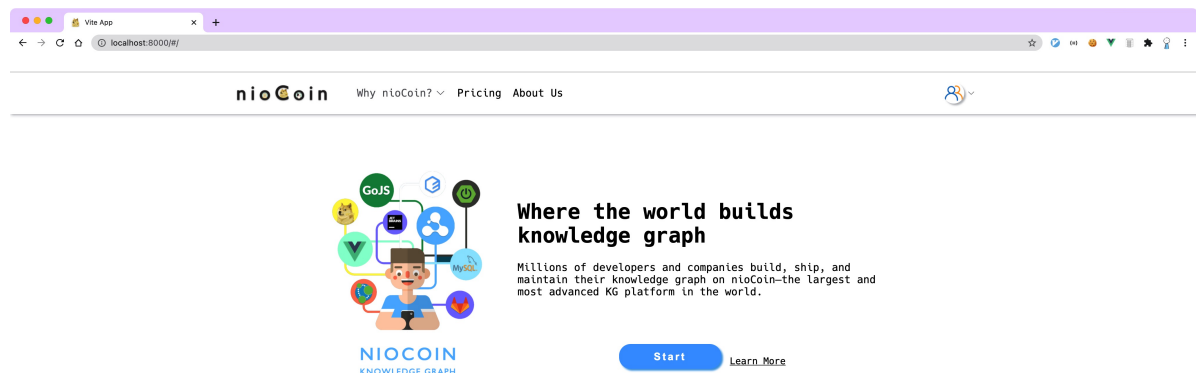 Vite App
localhost:8000/#/
nioCoin
Why nioCoin? Pricing About Us
GoJS
JET
BRAINS
MySQL
Where the world builds
knowledge graph
Millions of developers and companies build, ship, and
maintain their knowledge graph on nioCoin—the largest and
most advanced KG platform in the world.
NIOCOIN
KNOWLEDGE GRAPH
Start
Learn More